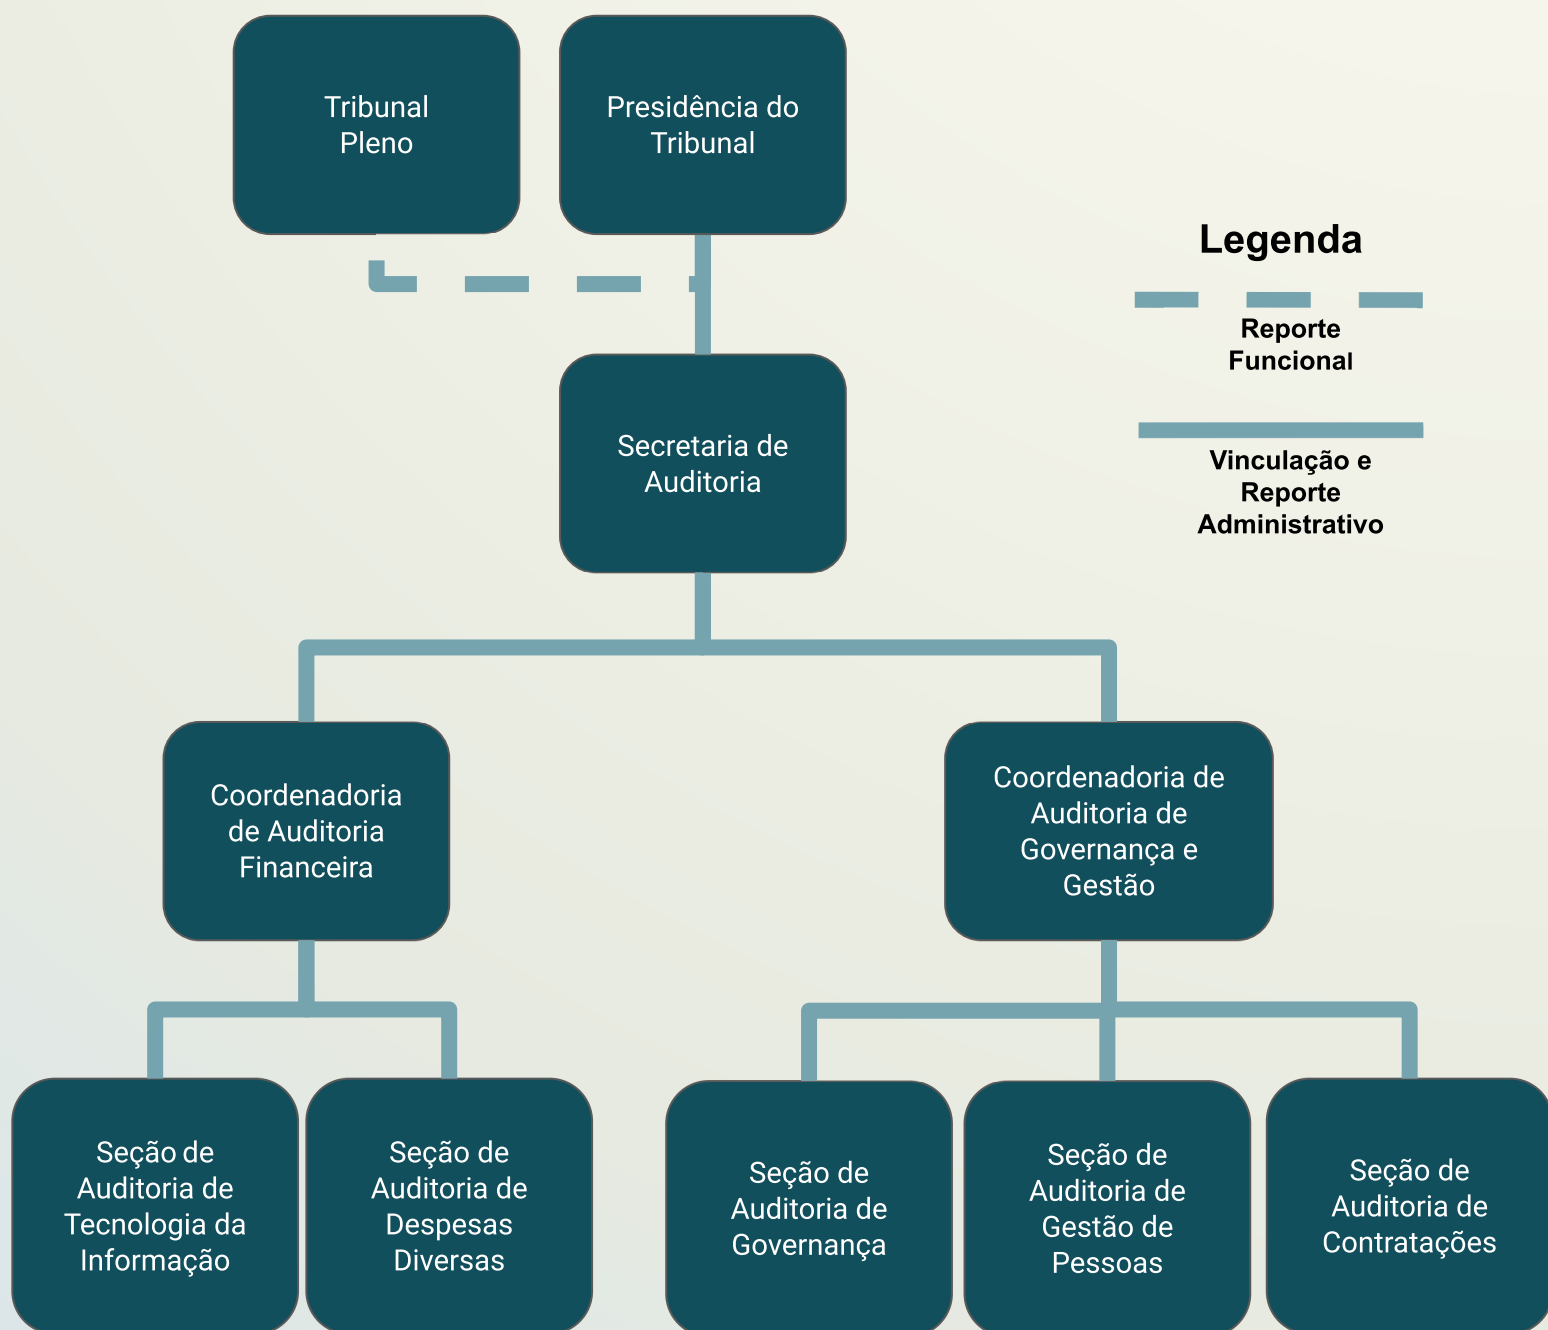 Tribunal
Pleno
Presidência do
Tribunal
Legenda
Reporte
Funcional
Vinculação e
Reporte
Administrativo
Secretaria de
Auditoria
Coordenadoria
de Auditoria
Financeira
Coordenadoria de
Auditoria de
Governança e
Gestão
Seção de
Auditoria de
Tecnologia da
Informação
Seção de
Auditoria de
Despesas
Diversas
Seção de
Auditoria de
Governança
Seção de
Auditoria de
Gestão de
Pessoas
Seção de
Auditoria de
Contratações